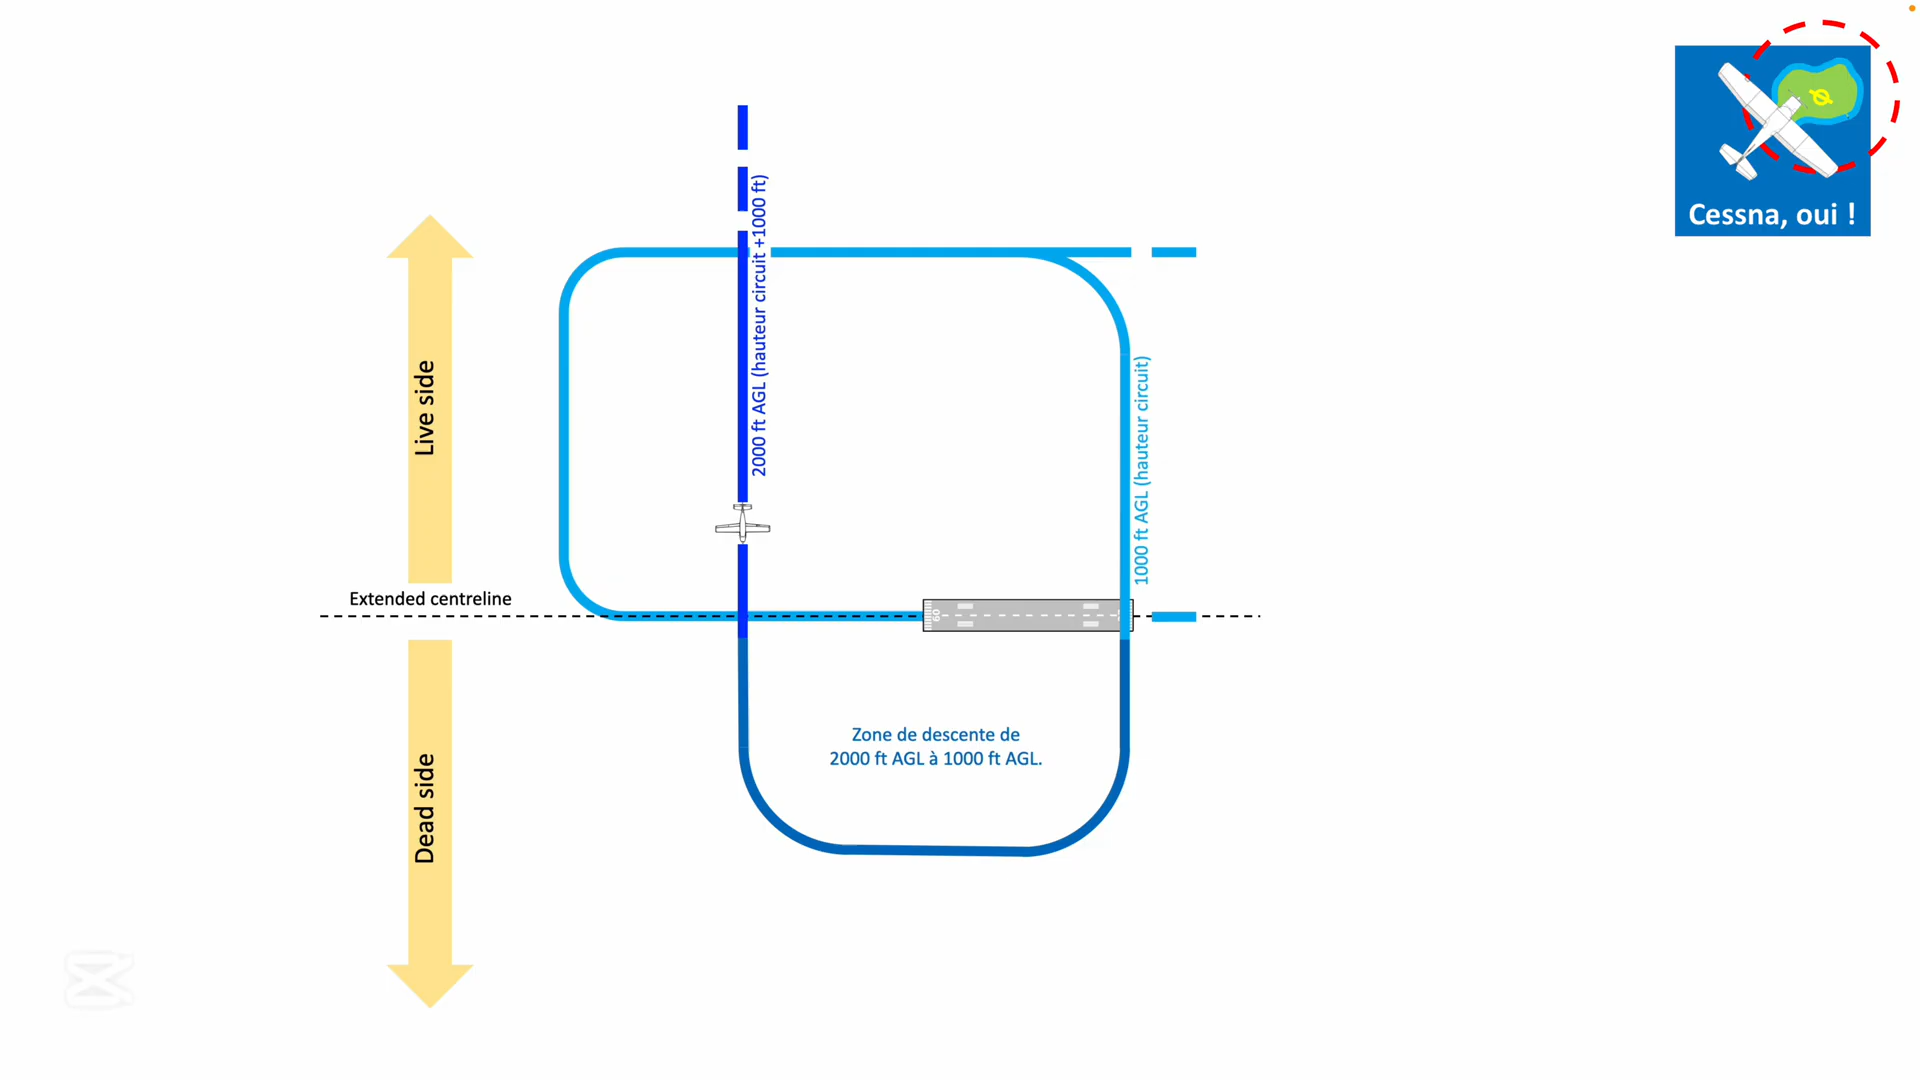 Cessna, oui !
2000 ft AGL (hauteur circuit +1000 ft)
Live side
1000 ft AGL (hauteur circuit)
Extended centreline
09
Zone de descente de
2000 ft AGL à 1000 ft AGL.
Dead side